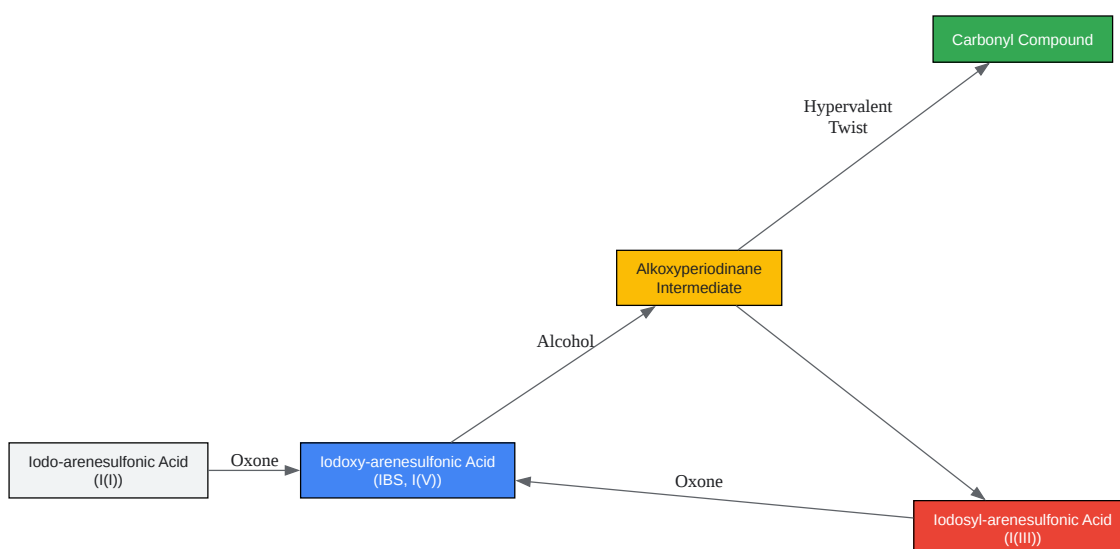 Carbonyl Compound
Hypervalent
Twist
Alkoxyperiodinane
Intermediate
Alcohol
Iodo-arenesulfonic Acid
(I(I))
Oxone
Iodoxy-arenesulfonic Acid
(IBS, I(V))
Oxone
Iodosyl-arenesulfonic Acid
(I(III))